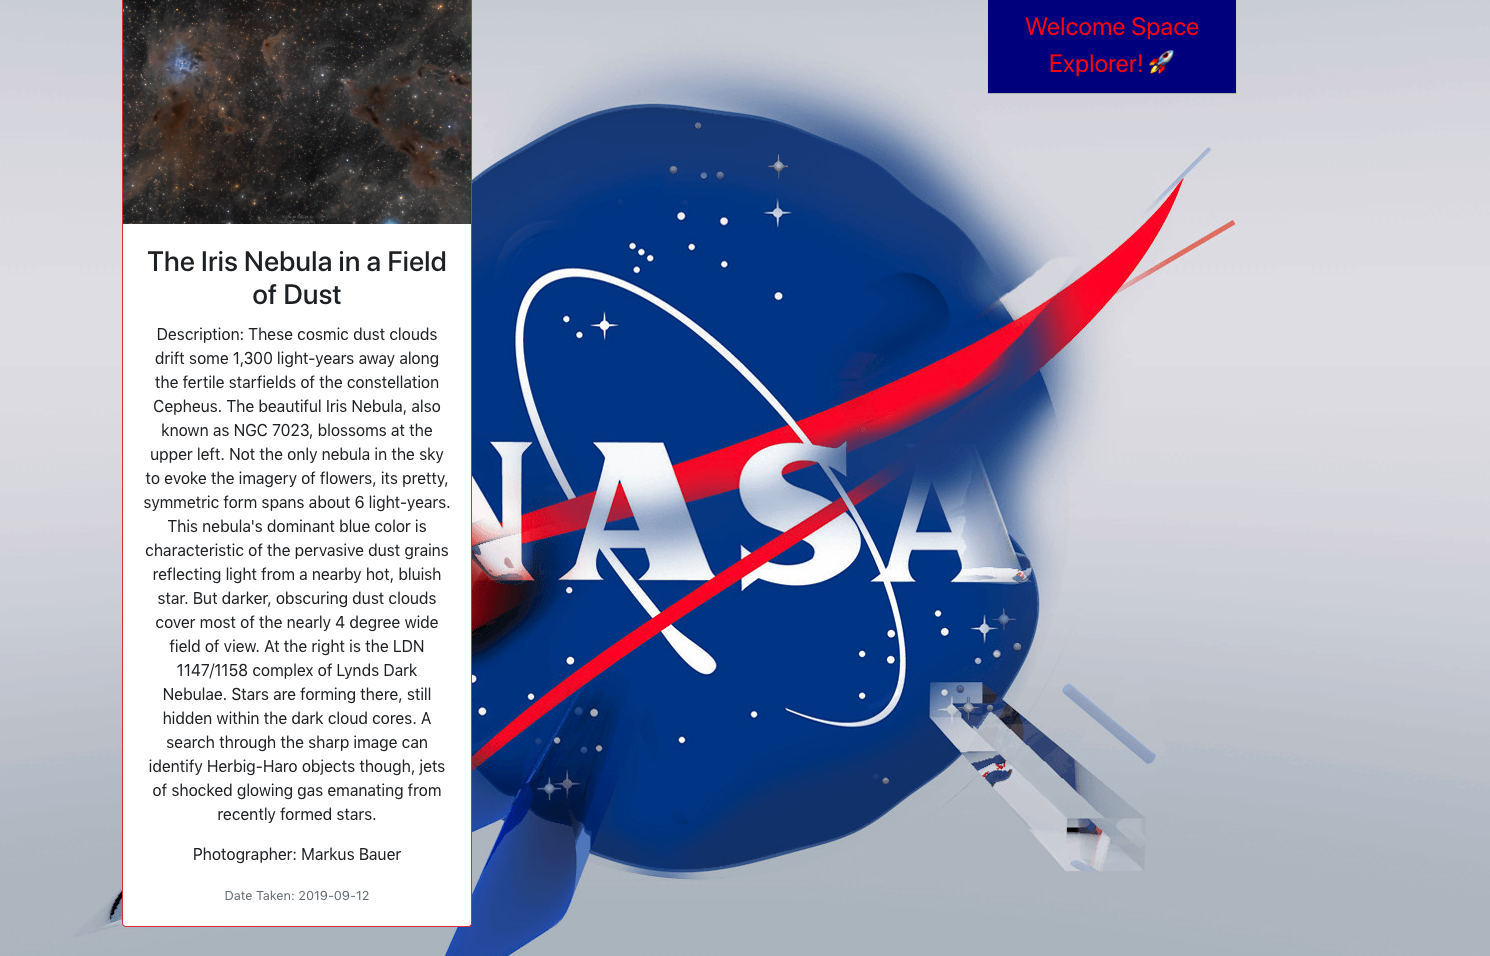 Welcome Space
Explorer! 🚀
The Iris Nebula in a Field
of Dust
Description: These cosmic dust clouds
drift some 1,300 light-years away along
the fertile starfields of the constellation
Cepheus. The beautiful Iris Nebula, also
known as NGC 7023, blossoms at the
upper left. Not the only nebula in the sky
to evoke the imagery of flowers, its pretty,
symmetric form spans about 6 light-years.
This nebula's dominant blue color is
characteristic of the pervasive dust grains
reflecting light from a nearby hot, bluish
star. But darker, obscuring dust clouds
cover most of the nearly 4 degree wide
field of view. At the right is the LDN
1147/1158 complex of Lynds Dark
Nebulae. Stars are forming there, still
hidden within the dark cloud cores. A
search through the sharp image can
identify Herbig-Haro objects though, jets
of shocked glowing gas emanating from
recently formed stars.
Photographer: Markus Bauer
Date Taken: 2019-09-12
NASA